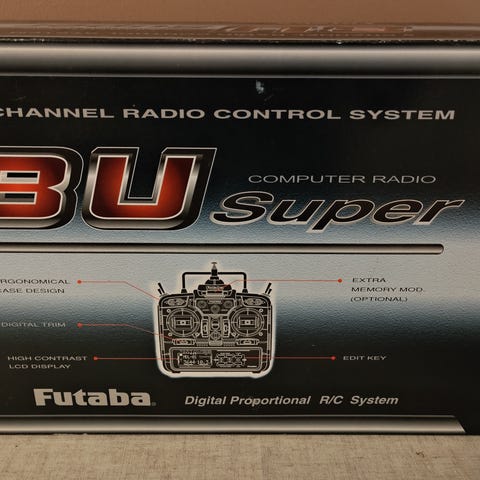 CHANNEL RADIO CONTROL SYSTEM
8U Super
COMPUTER RADIO
ERGONOMICAL
CASE DESIGN
EXTRA
MEMORY MOD.
(OPTIONAL)
DIGITAL TRIM
HIGH CONTRAST
LCD DISPLAY
EDIT KEY
Futaba®
Digital Proportional R/C System